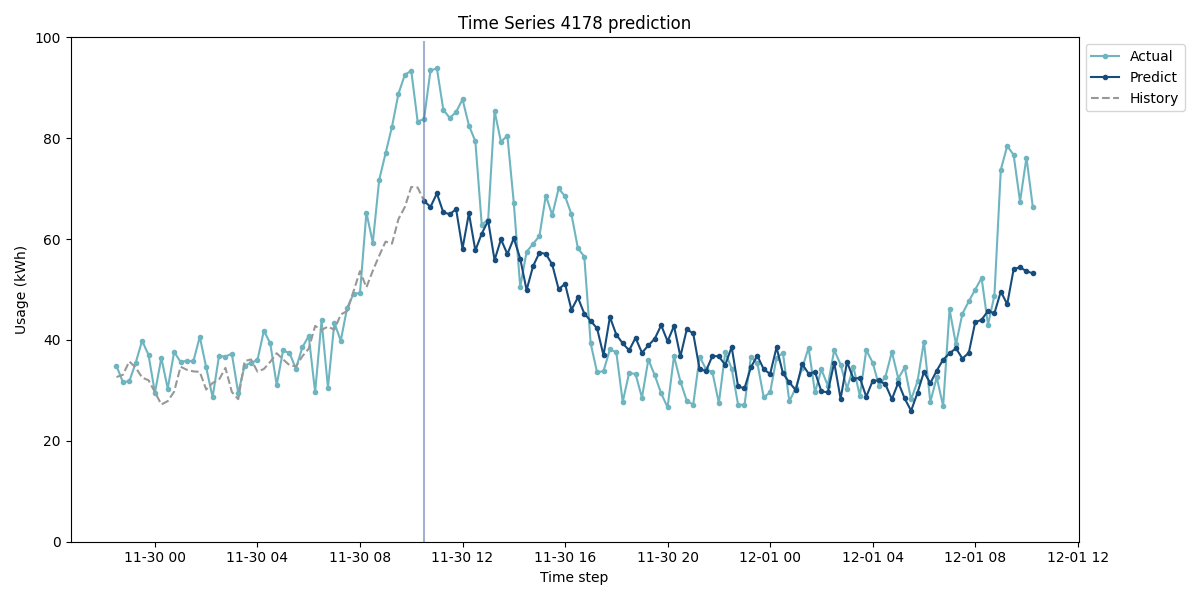 Time Series 4178 prediction
Actual
Predict
History
Usage (kWh)
100
80
60
40
20
0
11-30 00
11-30 04
11-30 08
11-30 12
11-30 16
11-30 20
12-01 00
12-01 04
12-01 08
12-01 12
Time step